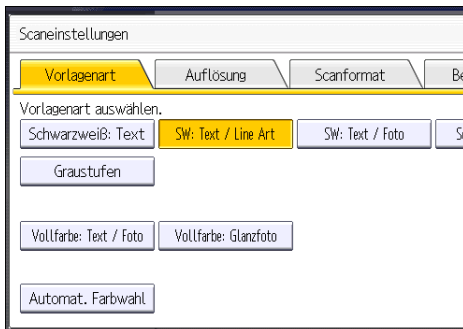 Scaneinstellungen
Vorlagenart Auflösung Scanformat
Vorlagenart auswählen.
Schwarzweiß: Text SW: Text / Line Art SW: Text / Foto
Graustufen
Vollfarbe: Text / Foto Vollfarbe: Glanzfoto
Automat. Farbwahl